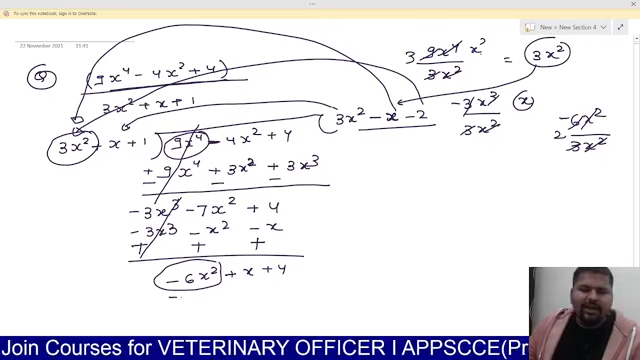 To sync this notebook, sign in to OneNote.
New Section 4
22 November 2023
15:41
Q (9x⁴ - 4x² + 4)
3x² + x + 1
3 9x⁴ x² / 3x² = 3x²
3x² - x + 1 ) 9x⁴ - 4x² + 4 ( 3x² - x - 2
-3x³ / 3x² (x)
2 -6x² / 3x²
+ 9x⁴ + 3x² + 3x³
- - -
- 3x³ - 7x² + 4
- 3x³ - x² - x
+ + +
- 6x² + x + 4
-
Join Courses for VETERINARY OFFICER I APPSCCE(Pr